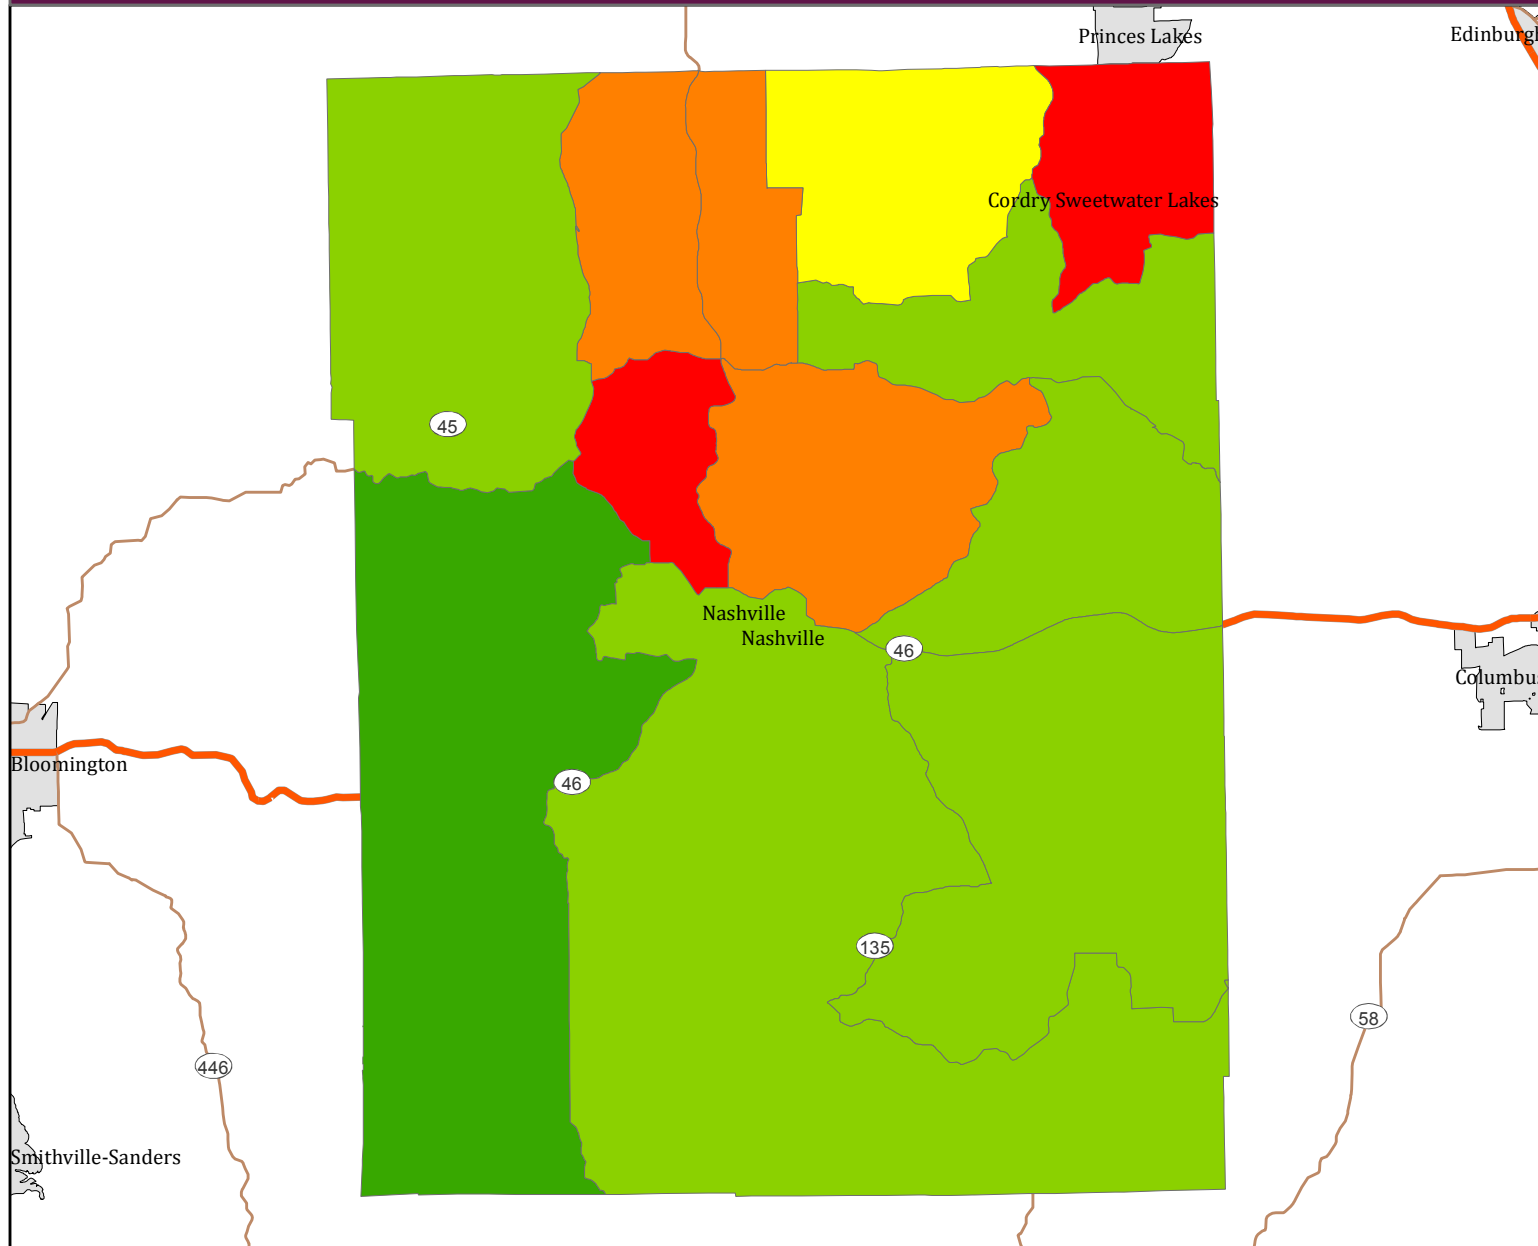 Princes Lakes
Edinburgh
Cordry Sweetwater Lakes
45
Nashville
Nashville
46
Columbus
Bloomington
46
135
58
446
Smithville-Sanders